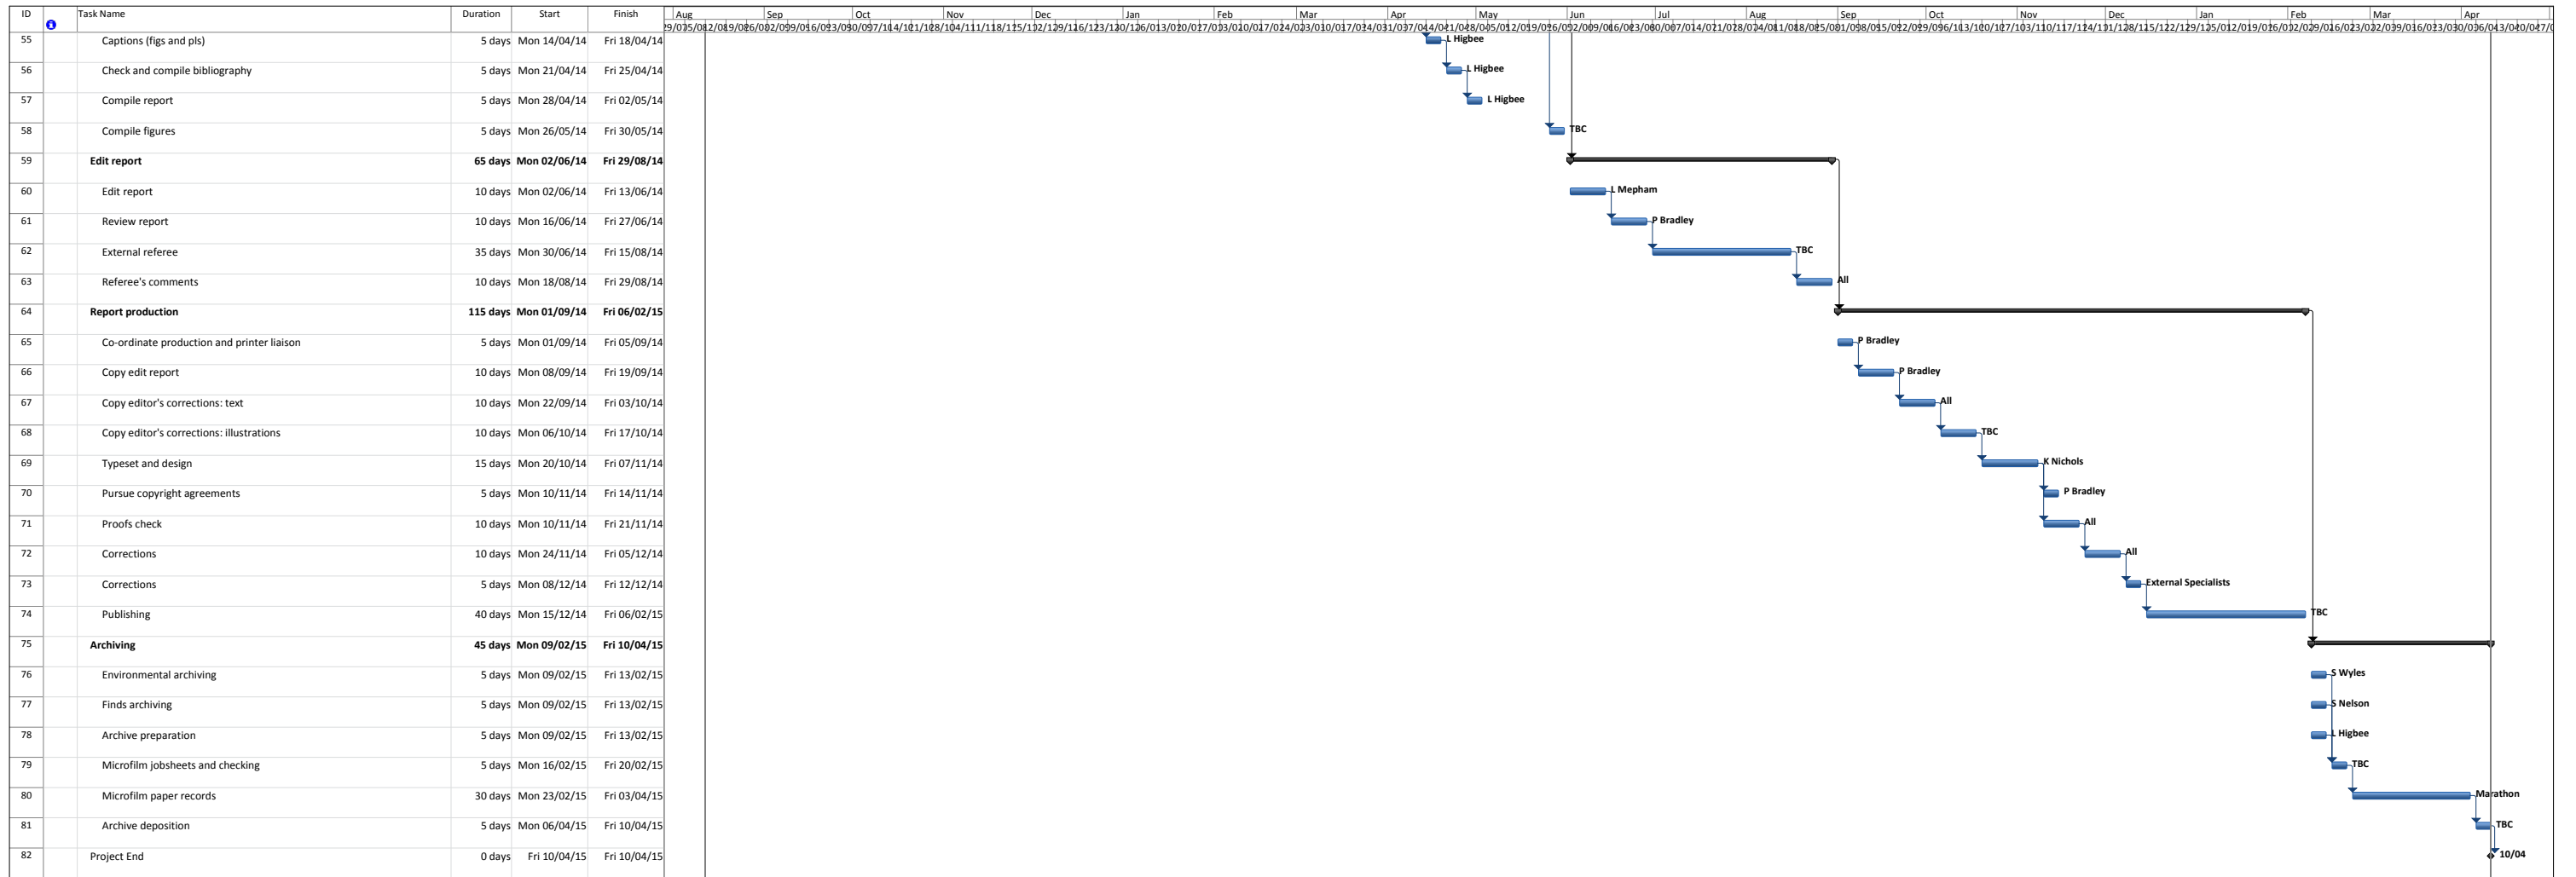 ID Task Name Duration Start Finish Aug Sep Oct Nov Dec Jan Feb Mar Apr May Jun Jul Aug Sep Oct Nov Dec Jan Feb Mar Apr
55 Captions (figs and pls) 5 days Mon 14/04/14 Fri 18/04/14 L Higbee
56 Check and compile bibliography 5 days Mon 21/04/14 Fri 25/04/14 L Higbee
57 Compile report 5 days Mon 28/04/14 Fri 02/05/14 L Higbee
58 Compile figures 5 days Mon 26/05/14 Fri 30/05/14 TBC
59 Edit report 65 days Mon 02/06/14 Fri 29/08/14
60 Edit report 10 days Mon 02/06/14 Fri 13/06/14 L Mepham
61 Review report 10 days Mon 16/06/14 Fri 27/06/14 P Bradley
62 External referee 35 days Mon 30/06/14 Fri 15/08/14 TBC
63 Referee's comments 10 days Mon 18/08/14 Fri 29/08/14 All
64 Report production 115 days Mon 01/09/14 Fri 06/02/15
65 Co-ordinate production and printer liaison 5 days Mon 01/09/14 Fri 05/09/14 P Bradley
66 Copy edit report 10 days Mon 08/09/14 Fri 19/09/14 P Bradley
67 Copy editor's corrections: text 10 days Mon 22/09/14 Fri 03/10/14 All
68 Copy editor's corrections: illustrations 10 days Mon 06/10/14 Fri 17/10/14 TBC
69 Typeset and design 15 days Mon 20/10/14 Fri 07/11/14 K Nichols
70 Pursue copyright agreements 5 days Mon 10/11/14 Fri 14/11/14 P Bradley
71 Proofs check 10 days Mon 10/11/14 Fri 21/11/14 All
72 Corrections 10 days Mon 24/11/14 Fri 05/12/14 All
73 Corrections 5 days Mon 08/12/14 Fri 12/12/14 External Specialists
74 Publishing 40 days Mon 15/12/14 Fri 06/02/15 TBC
75 Archiving 45 days Mon 09/02/15 Fri 10/04/15
76 Environmental archiving 5 days Mon 09/02/15 Fri 13/02/15 S Wyles
77 Finds archiving 5 days Mon 09/02/15 Fri 13/02/15 S Nelson
78 Archive preparation 5 days Mon 09/02/15 Fri 13/02/15 L Higbee
79 Microfilm jobsheets and checking 5 days Mon 16/02/15 Fri 20/02/15 TBC
80 Microfilm paper records 30 days Mon 23/02/15 Fri 03/04/15 Marathon
81 Archive deposition 5 days Mon 06/04/15 Fri 10/04/15 TBC
82 Project End 0 days Fri 10/04/15 Fri 10/04/15 10/04